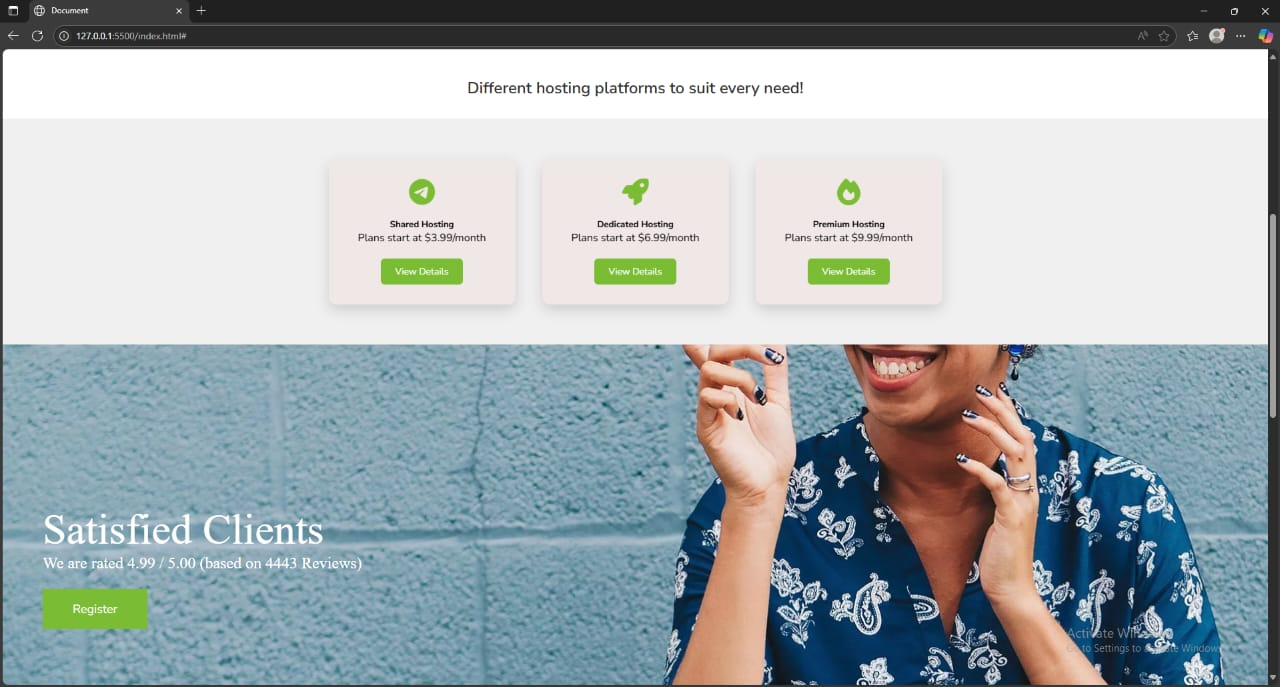 Document
127.0.0.1:5500/index.html#
Different hosting platforms to suit every need!
Shared Hosting
Plans start at $3.99/month
View Details
Dedicated Hosting
Plans start at $6.99/month
View Details
Premium Hosting
Plans start at $9.99/month
View Details
Satisfied Clients
We are rated 4.99 / 5.00 (based on 4443 Reviews)
Register
Activate Windows
Go to Settings to activate Windows.